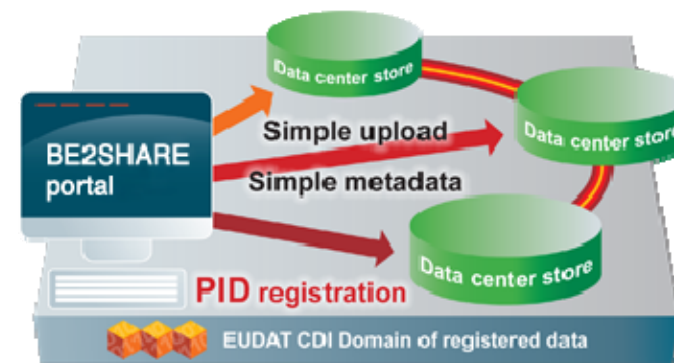 Data center store
BE2SHARE
portal
Simple upload
Data center store
Simple metadata
Data center store
PID registration
EUDAT CDI Domain of registered data